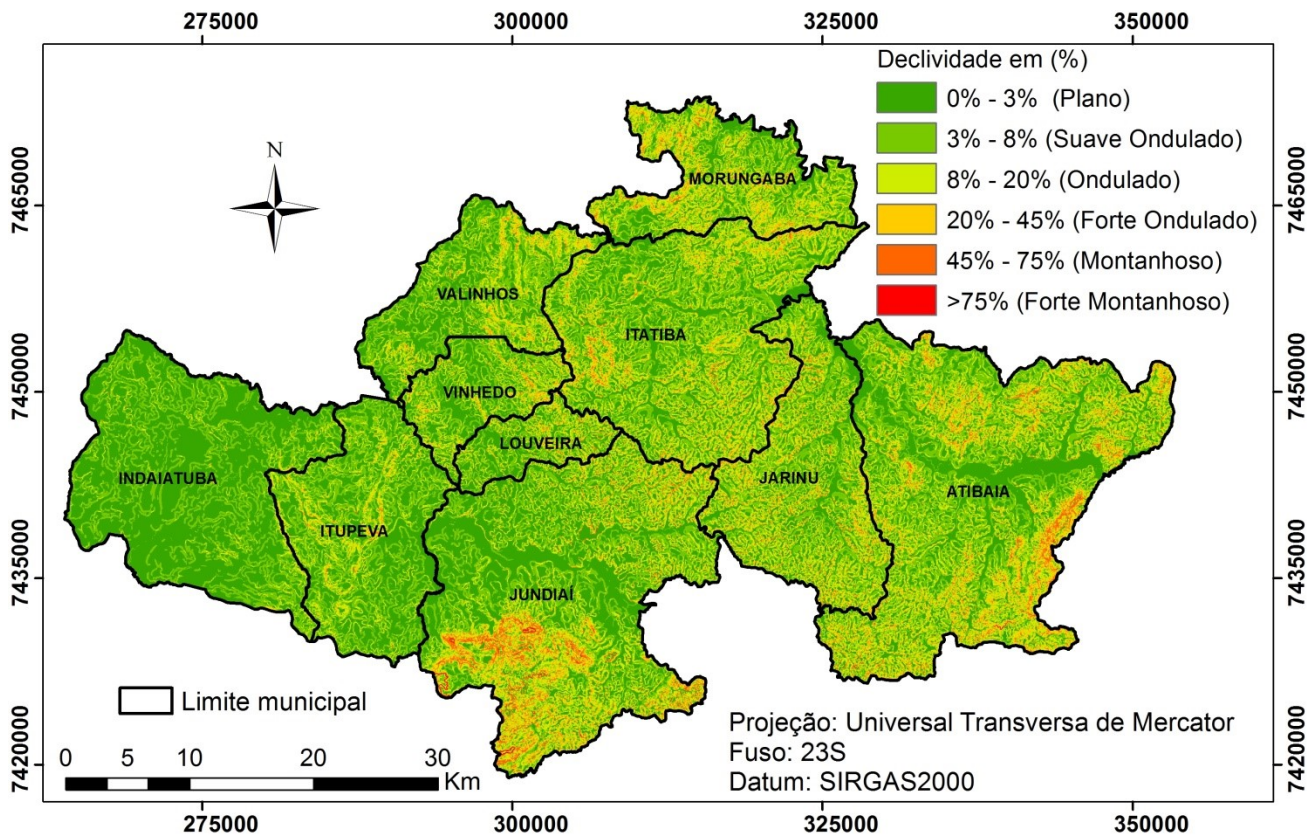 275000 300000 325000 350000
Declividade em (%)
0% - 3% (Plano)
3% - 8% (Suave Ondulado)
8% - 20% (Ondulado)
20% - 45% (Forte Ondulado)
45% - 75% (Montanhoso)
>75% (Forte Montanhoso)
N
7465000 7465000
MORUNGABA
VALINHOS
ITATIBA
7450000 7450000
VINHEDO
LOUVEIRA
INDAIATUBA
JARINU
ATIBAIA
ITUPEVA
7435000 7435000
JUNDIAÍ
Limite municipal
0 5 10 20 30
Km
Projeção: Universal Transversa de Mercator
Fuso: 23S
Datum: SIRGAS2000
7420000 7420000
275000 300000 325000 350000